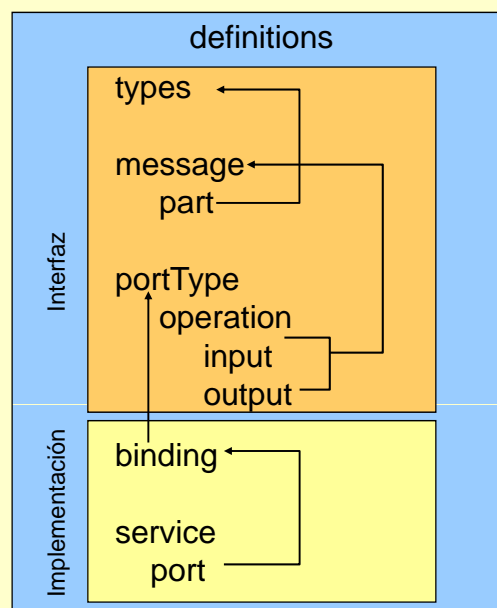 definitions
Interfaz
types
message
part
portType
operation
input
output
Implementación
binding
service
port